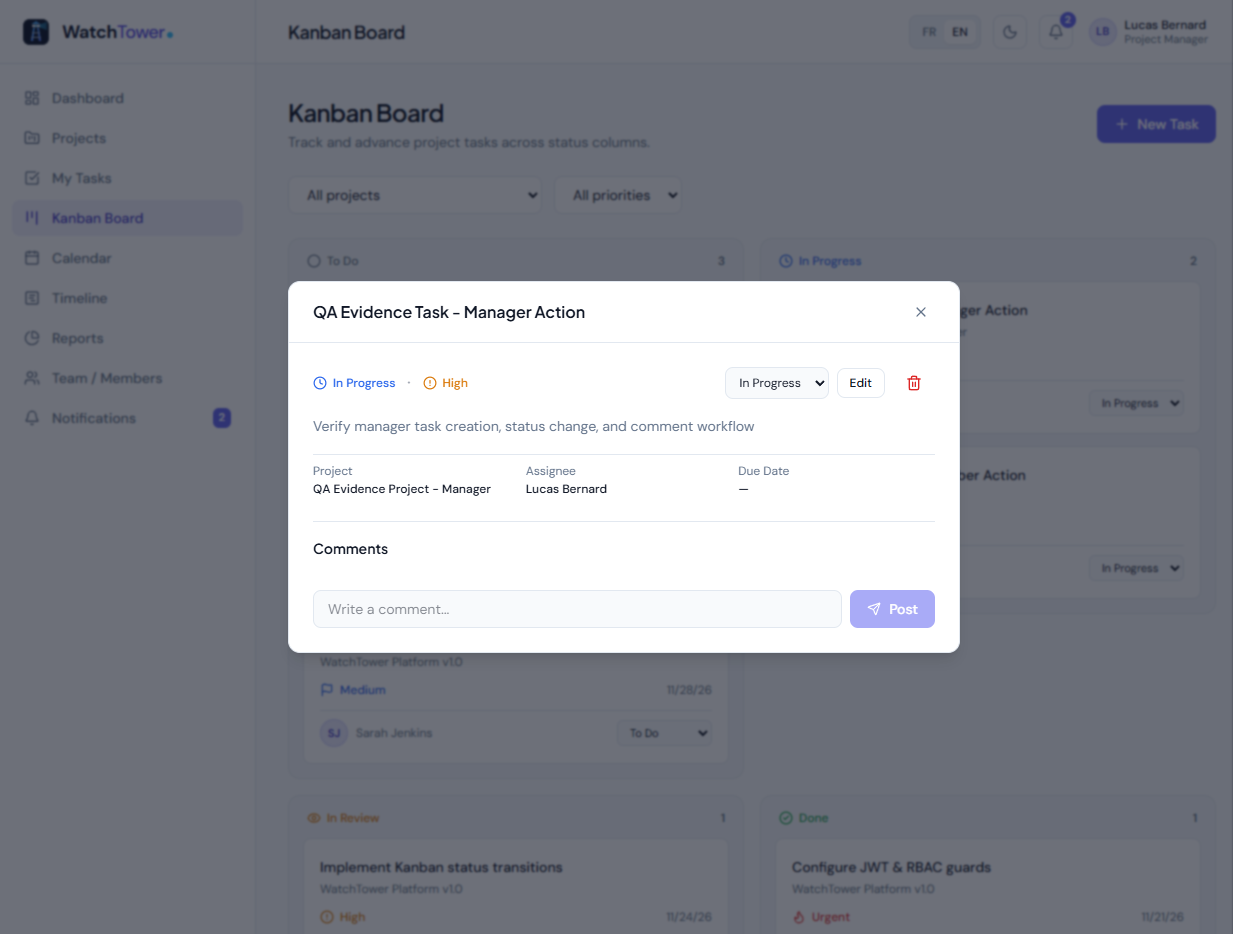 WatchTower
Kanban Board
FR EN
2
LB
Lucas Bernard
Project Manager
Dashboard
Projects
My Tasks
Kanban Board
Calendar
Timeline
Reports
Team / Members
Notifications 2
Kanban Board
Track and advance project tasks across status columns.
+ New Task
All projects
All priorities
To Do 3
In Progress 2
QA Evidence Task - Manager Action
In Progress · High
In Progress
Edit
Verify manager task creation, status change, and comment workflow
Project
QA Evidence Project - Manager
Assignee
Lucas Bernard
Due Date
—
Comments
Write a comment...
Post
Action
In Progress
Action
In Progress
WatchTower Platform v1.0
Medium 11/28/26
SJ Sarah Jenkins
To Do
In Review 1
Implement Kanban status transitions
WatchTower Platform v1.0
High 11/24/26
Done 1
Configure JWT & RBAC guards
WatchTower Platform v1.0
Urgent 11/21/26